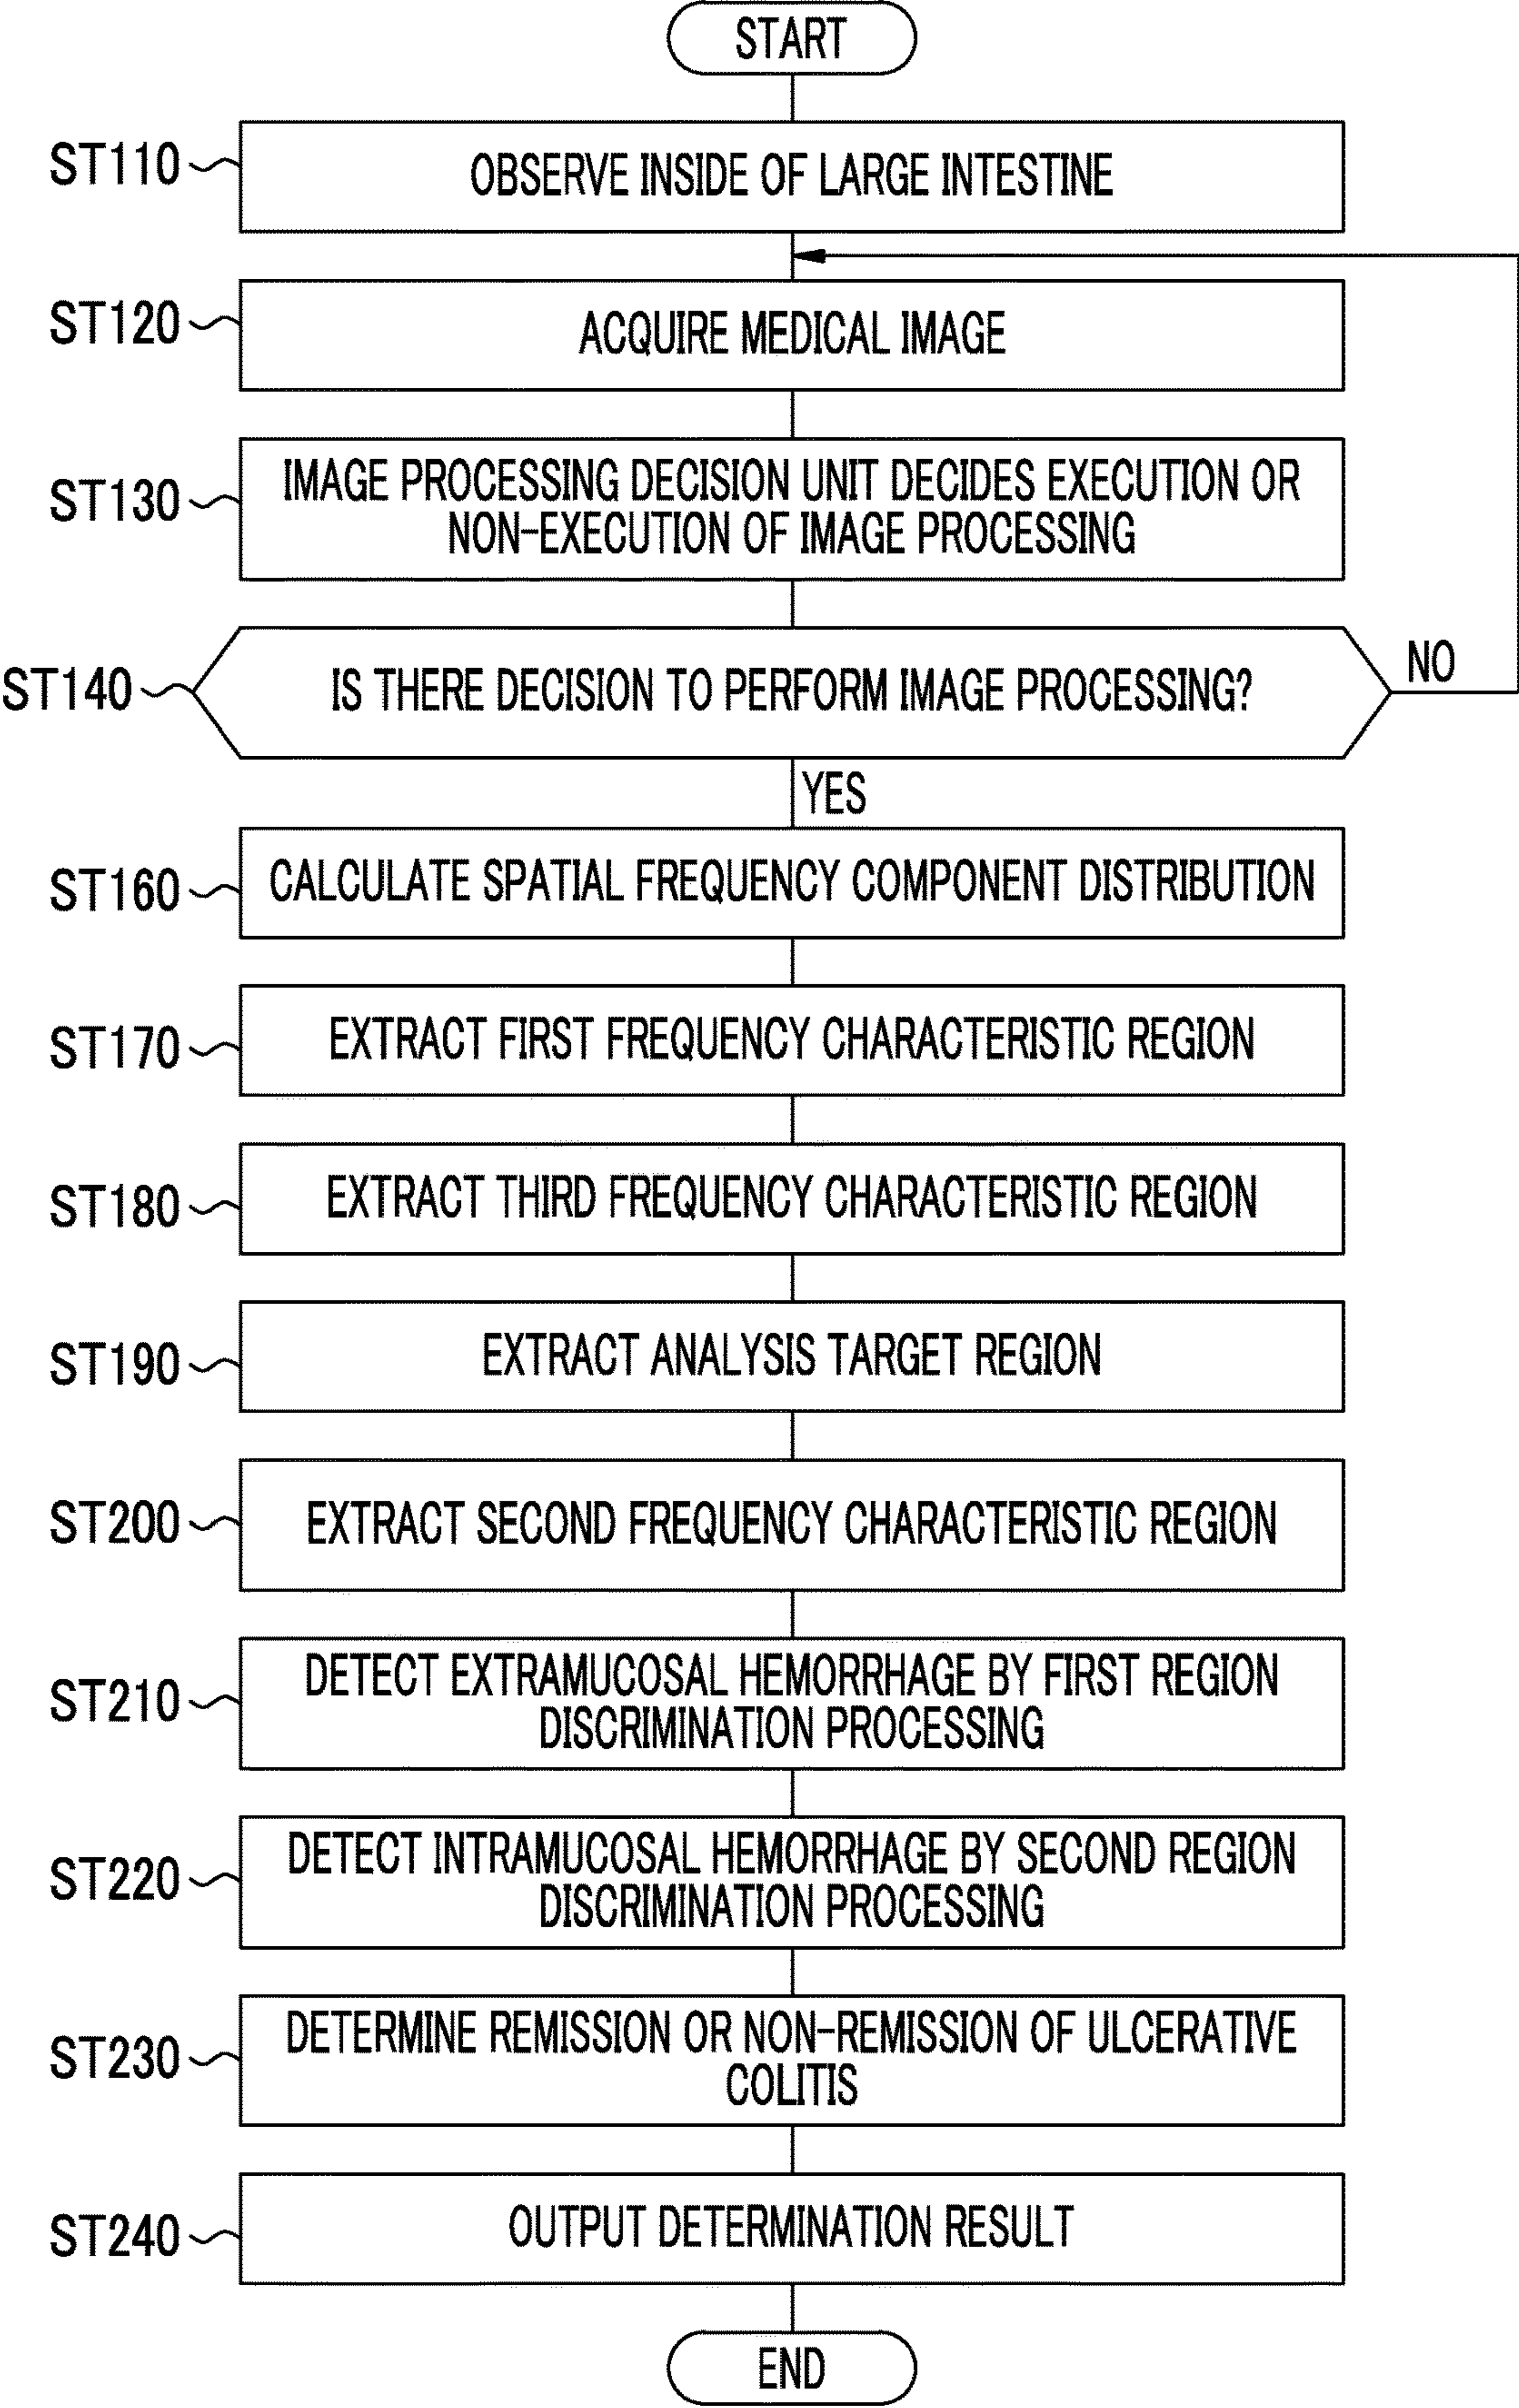 START
ST110
OBSERVE INSIDE OF LARGE INTESTINE
ST120
ACQUIRE MEDICAL IMAGE
ST130
IMAGE PROCESSING DECISION UNIT DECIDES EXECUTION OR
NON-EXECUTION OF IMAGE PROCESSING
ST140
IS THERE DECISION TO PERFORM IMAGE PROCESSING?
NO
YES
ST160
CALCULATE SPATIAL FREQUENCY COMPONENT DISTRIBUTION
ST170
EXTRACT FIRST FREQUENCY CHARACTERISTIC REGION
ST180
EXTRACT THIRD FREQUENCY CHARACTERISTIC REGION
ST190
EXTRACT ANALYSIS TARGET REGION
ST200
EXTRACT SECOND FREQUENCY CHARACTERISTIC REGION
ST210
DETECT EXTRAMUCOSAL HEMORRHAGE BY FIRST REGION
DISCRIMINATION PROCESSING
ST220
DETECT INTRAMUCOSAL HEMORRHAGE BY SECOND REGION
DISCRIMINATION PROCESSING
ST230
DETERMINE REMISSION OR NON-REMISSION OF ULCERATIVE
COLITIS
ST240
OUTPUT DETERMINATION RESULT
END